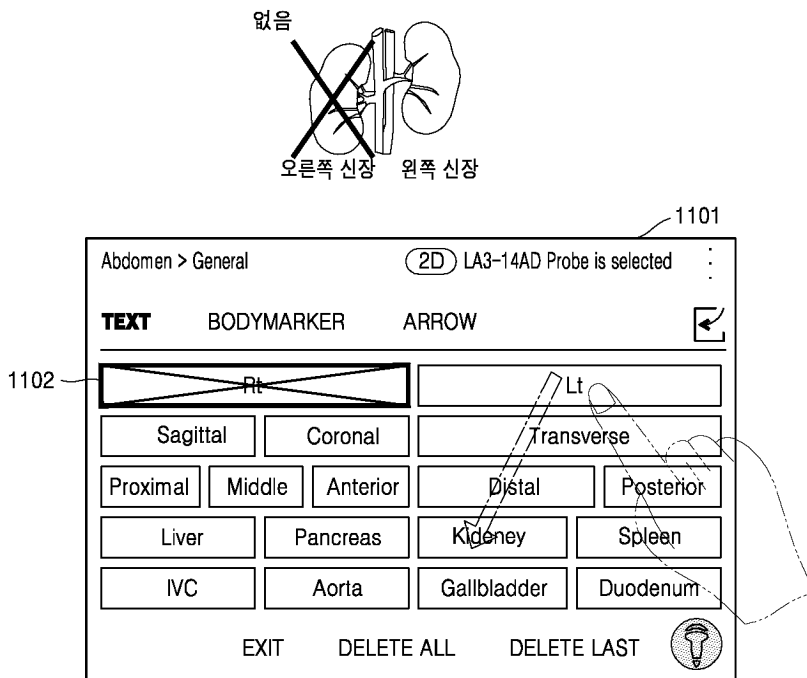 없음
오른쪽 신장 왼쪽 신장
1101
Abdomen > General 2D LA3-14AD Probe is selected
TEXT BODYMARKER ARROW
1102
Rt Lt
Sagittal Coronal Transverse
Proximal Middle Anterior Distal Posterior
Liver Pancreas Kideney Spleen
IVC Aorta Gallbladder Duodenum
EXIT DELETE ALL DELETE LAST